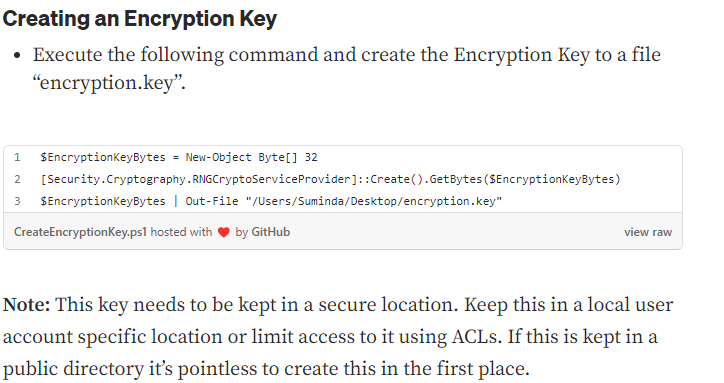 Creating an Encryption Key
• Execute the following command and create the Encryption Key to a file
“encryption.key”.
1 $EncryptionKeyBytes = New-Object Byte[] 32
2 [Security.Cryptography.RNGCryptoServiceProvider]::Create().GetBytes($EncryptionKeyBytes)
3 $EncryptionKeyBytes | Out-File "/Users/Suminda/Desktop/encryption.key"
CreateEncryptionKey.ps1 hosted with ❤ by GitHub view raw
Note: This key needs to be kept in a secure location. Keep this in a local user
account specific location or limit access to it using ACLs. If this is kept in a
public directory it’s pointless to create this in the first place.